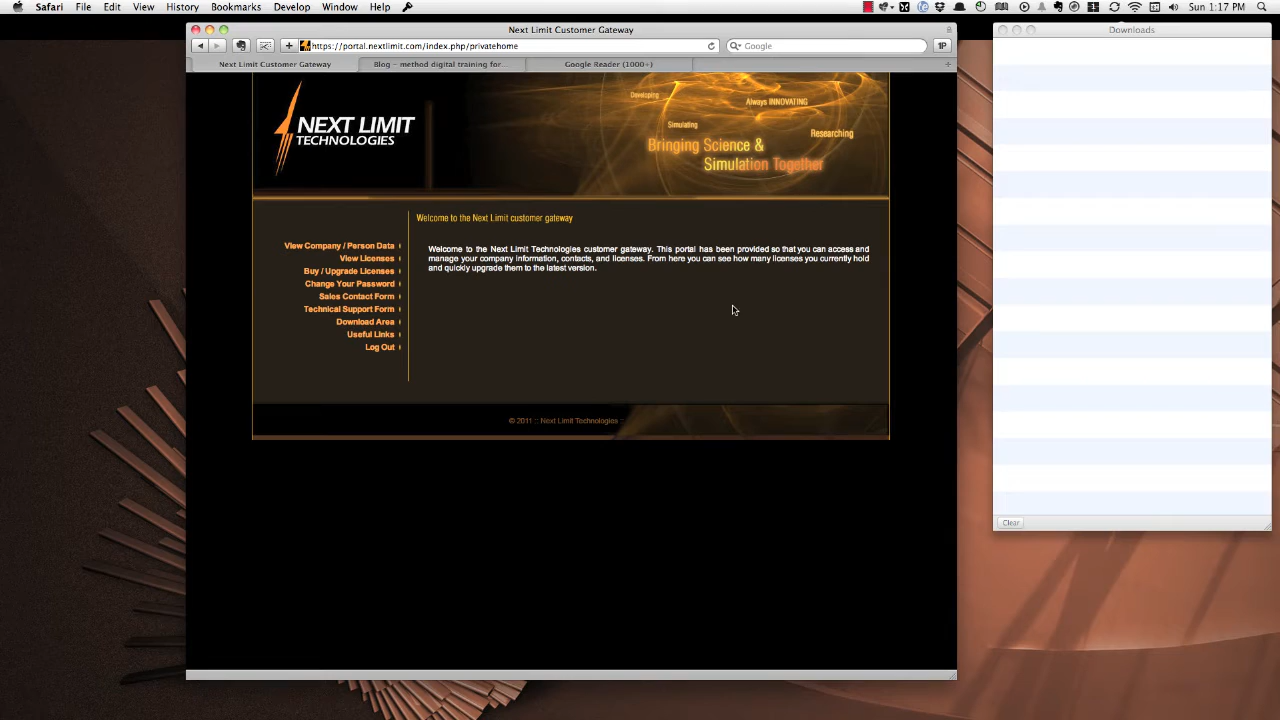 Safari File Edit View History Bookmarks Develop Window Help
Sun 1:17 PM
Next Limit Customer Gateway
Downloads
https://portal.nextlimit.com/index.php/privatehome
Google
1P
Next Limit Customer Gateway
Blog – method digital training for...
Google Reader (1000+)
NEXT LIMIT
TECHNOLOGIES
Developing
Always INNOVATING
Simulating
Researching
Bringing Science &
Simulation Together
Welcome to the Next Limit customer gateway
View Company / Person Data
View Licenses
Buy / Upgrade Licenses
Change Your Password
Sales Contact Form
Technical Support Form
Download Area
Useful Links
Log Out
Welcome to the Next Limit Technologies customer gateway. This portal has been provided so that you can access and
manage your company information, contacts, and licenses. From here you can see how many licenses you currently hold
and quickly upgrade them to the latest version.
© 2011 :: Next Limit Technologies ::
Clear